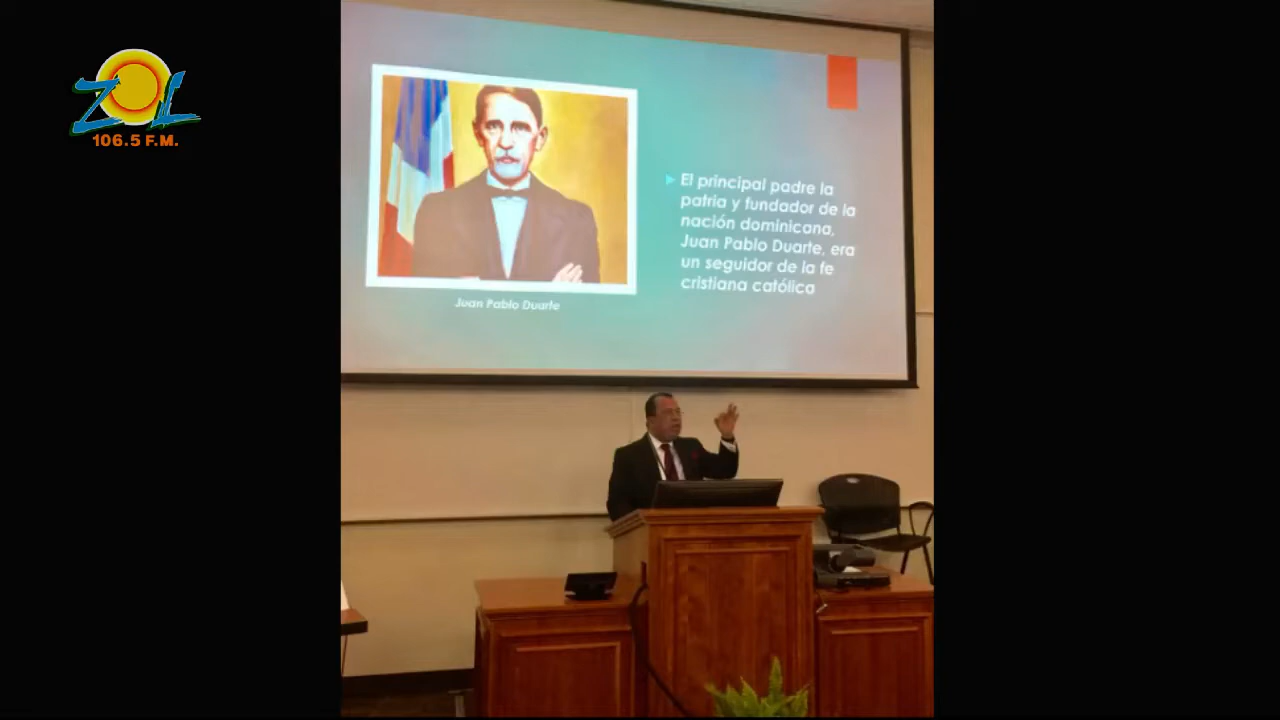 ZOL
106.5 F.M.
El principal padre la
patria y fundador de la
nación dominicana,
Juan Pablo Duarte, era
un seguidor de la fe
cristiana católica
Juan Pablo Duarte